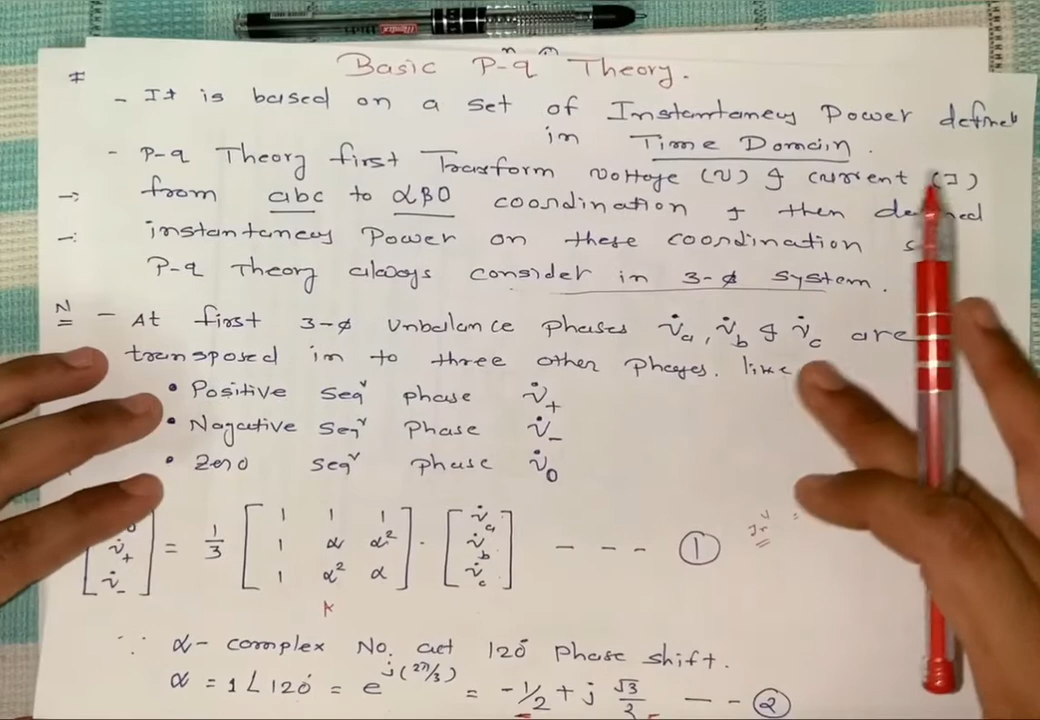 Basic P-q Theory.
- It is based on a set of Instantaneus Power defined
in Time Domain.
- P-q Theory first Transform voltage (V) & current (I)
from abc to αβ0 coordination & then defined
instantaneus Power on these coordination
P-q Theory always consider in 3-φ system.
- At first 3-φ Unbalance phases V̇a, V̇b & V̇c are
transposed in to three other Phases. like
• Positive seqⁿ phase V̇+
• Nagative seqⁿ Phase V̇-
• Zero seqⁿ phase V̇0
[V̇0 V̇+ V̇-] = 1/3 [1 1 1; 1 α α²; 1 α² α] · [V̇a V̇b V̇c] - - - - ①
∵ α- complex No. act 120° Phase shift.
α = 1∠120° = e^j(2π/3) = -1/2 + j √3/2 - - ②